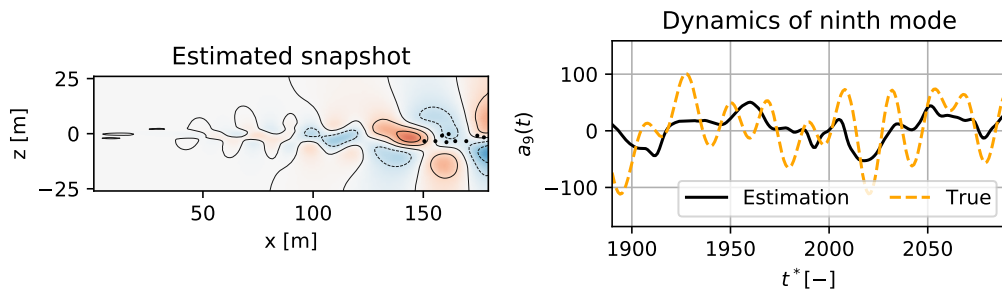 Estimated snapshot
25
0
−25
z [m]
50
100
150
x [m]
Dynamics of ninth mode
100
0
−100
a₉(t)
Estimation
True
1900
1950
2000
2050
t*[−]